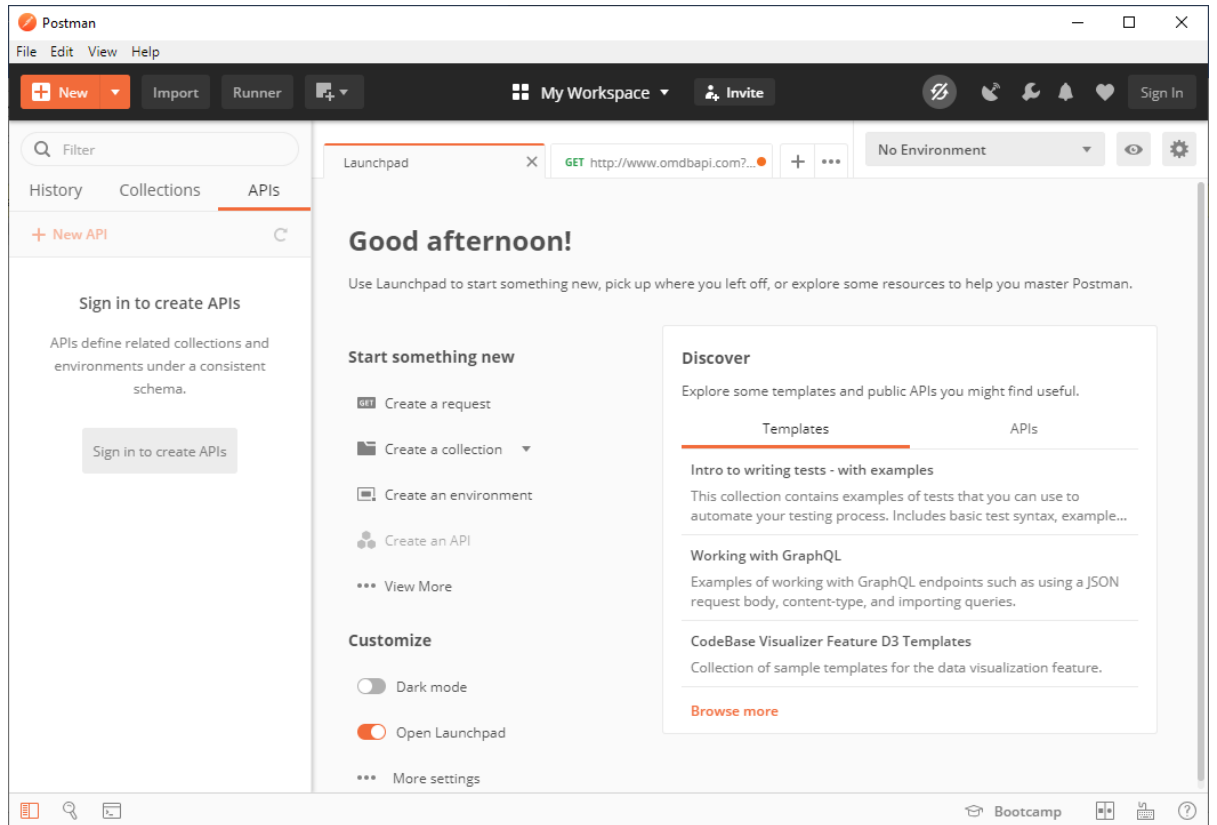 Postman
File Edit View Help
New Import Runner My Workspace Invite Sign In
Filter
History Collections APIs
+ New API
Sign in to create APIs
APIs define related collections and
environments under a consistent
schema.
Sign in to create APIs
Launchpad GET http://www.omdbapi.com?... + ••• No Environment
Good afternoon!
Use Launchpad to start something new, pick up where you left off, or explore some resources to help you master Postman.
Start something new
GET Create a request
Create a collection
Create an environment
Create an API
••• View More
Customize
Dark mode
Open Launchpad
••• More settings
Discover
Explore some templates and public APIs you might find useful.
Templates APIs
Intro to writing tests - with examples
This collection contains examples of tests that you can use to
automate your testing process. Includes basic test syntax, example...
Working with GraphQL
Examples of working with GraphQL endpoints such as using a JSON
request body, content-type, and importing queries.
CodeBase Visualizer Feature D3 Templates
Collection of sample templates for the data visualization feature.
Browse more
Bootcamp ?